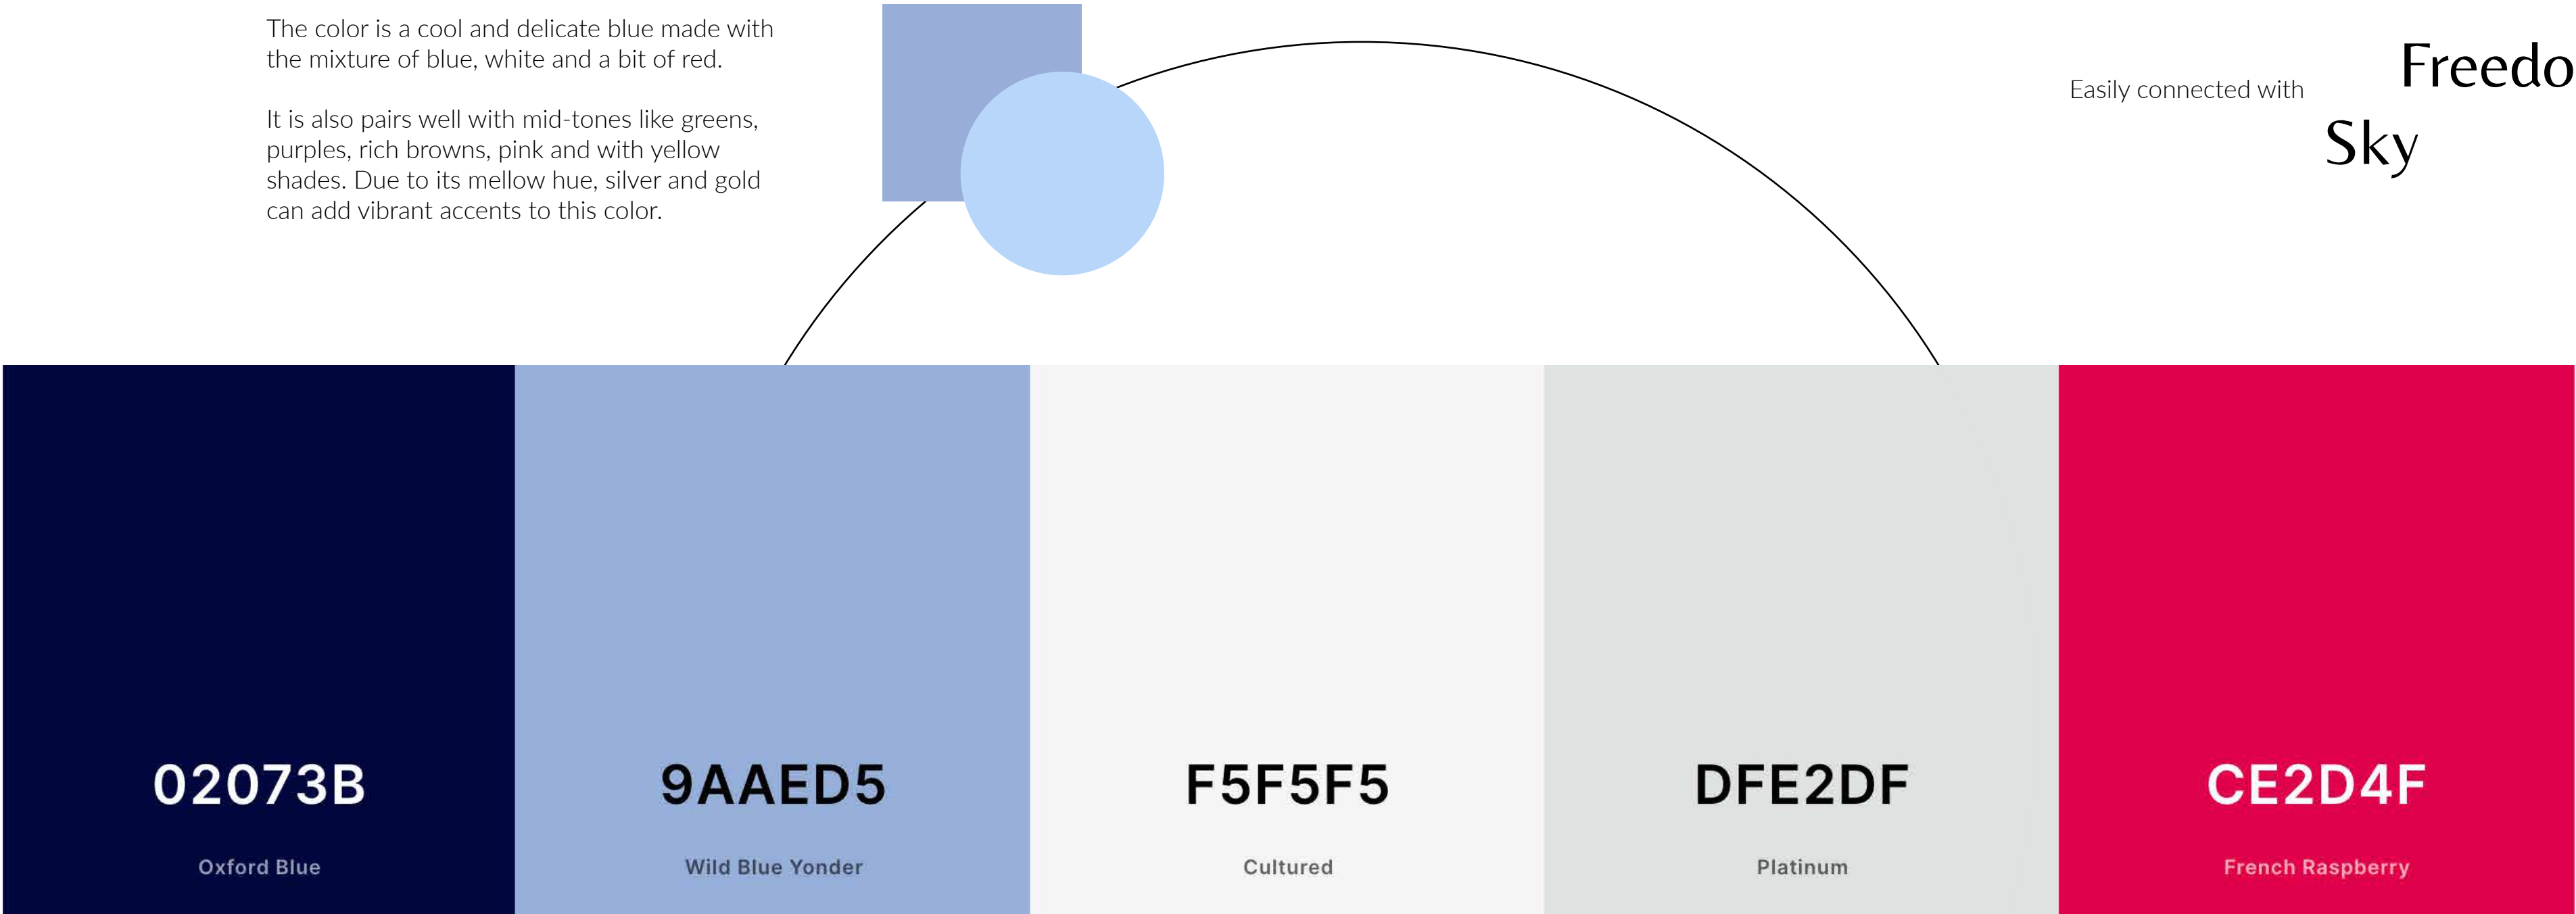 The color is a cool and delicate blue made with
the mixture of blue, white and a bit of red.
It is also pairs well with mid-tones like greens,
purples, rich browns, pink and with yellow
shades. Due to its mellow hue, silver and gold
can add vibrant accents to this color.
Easily connected with
Freedo
Sky
02073B
Oxford Blue
9AAED5
Wild Blue Yonder
F5F5F5
Cultured
DFE2DF
Platinum
CE2D4F
French Raspberry